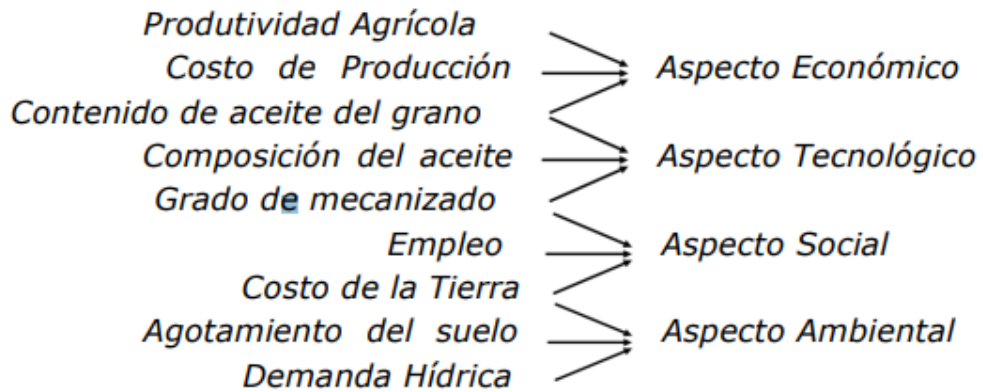 Produtividad Agrícola
Costo de Producción Aspecto Económico
Contenido de aceite del grano
Composición del aceite Aspecto Tecnológico
Grado de mecanizado
Empleo Aspecto Social
Costo de la Tierra
Agotamiento del suelo Aspecto Ambiental
Demanda Hídrica